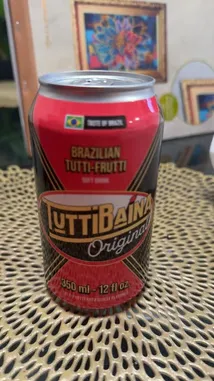 TASTE OF BRAZIL
BRAZILIAN
TUTTI-FRUTTI
SOFT DRINK
TUTTIBAINA
Original
350 ml - 12 fl oz